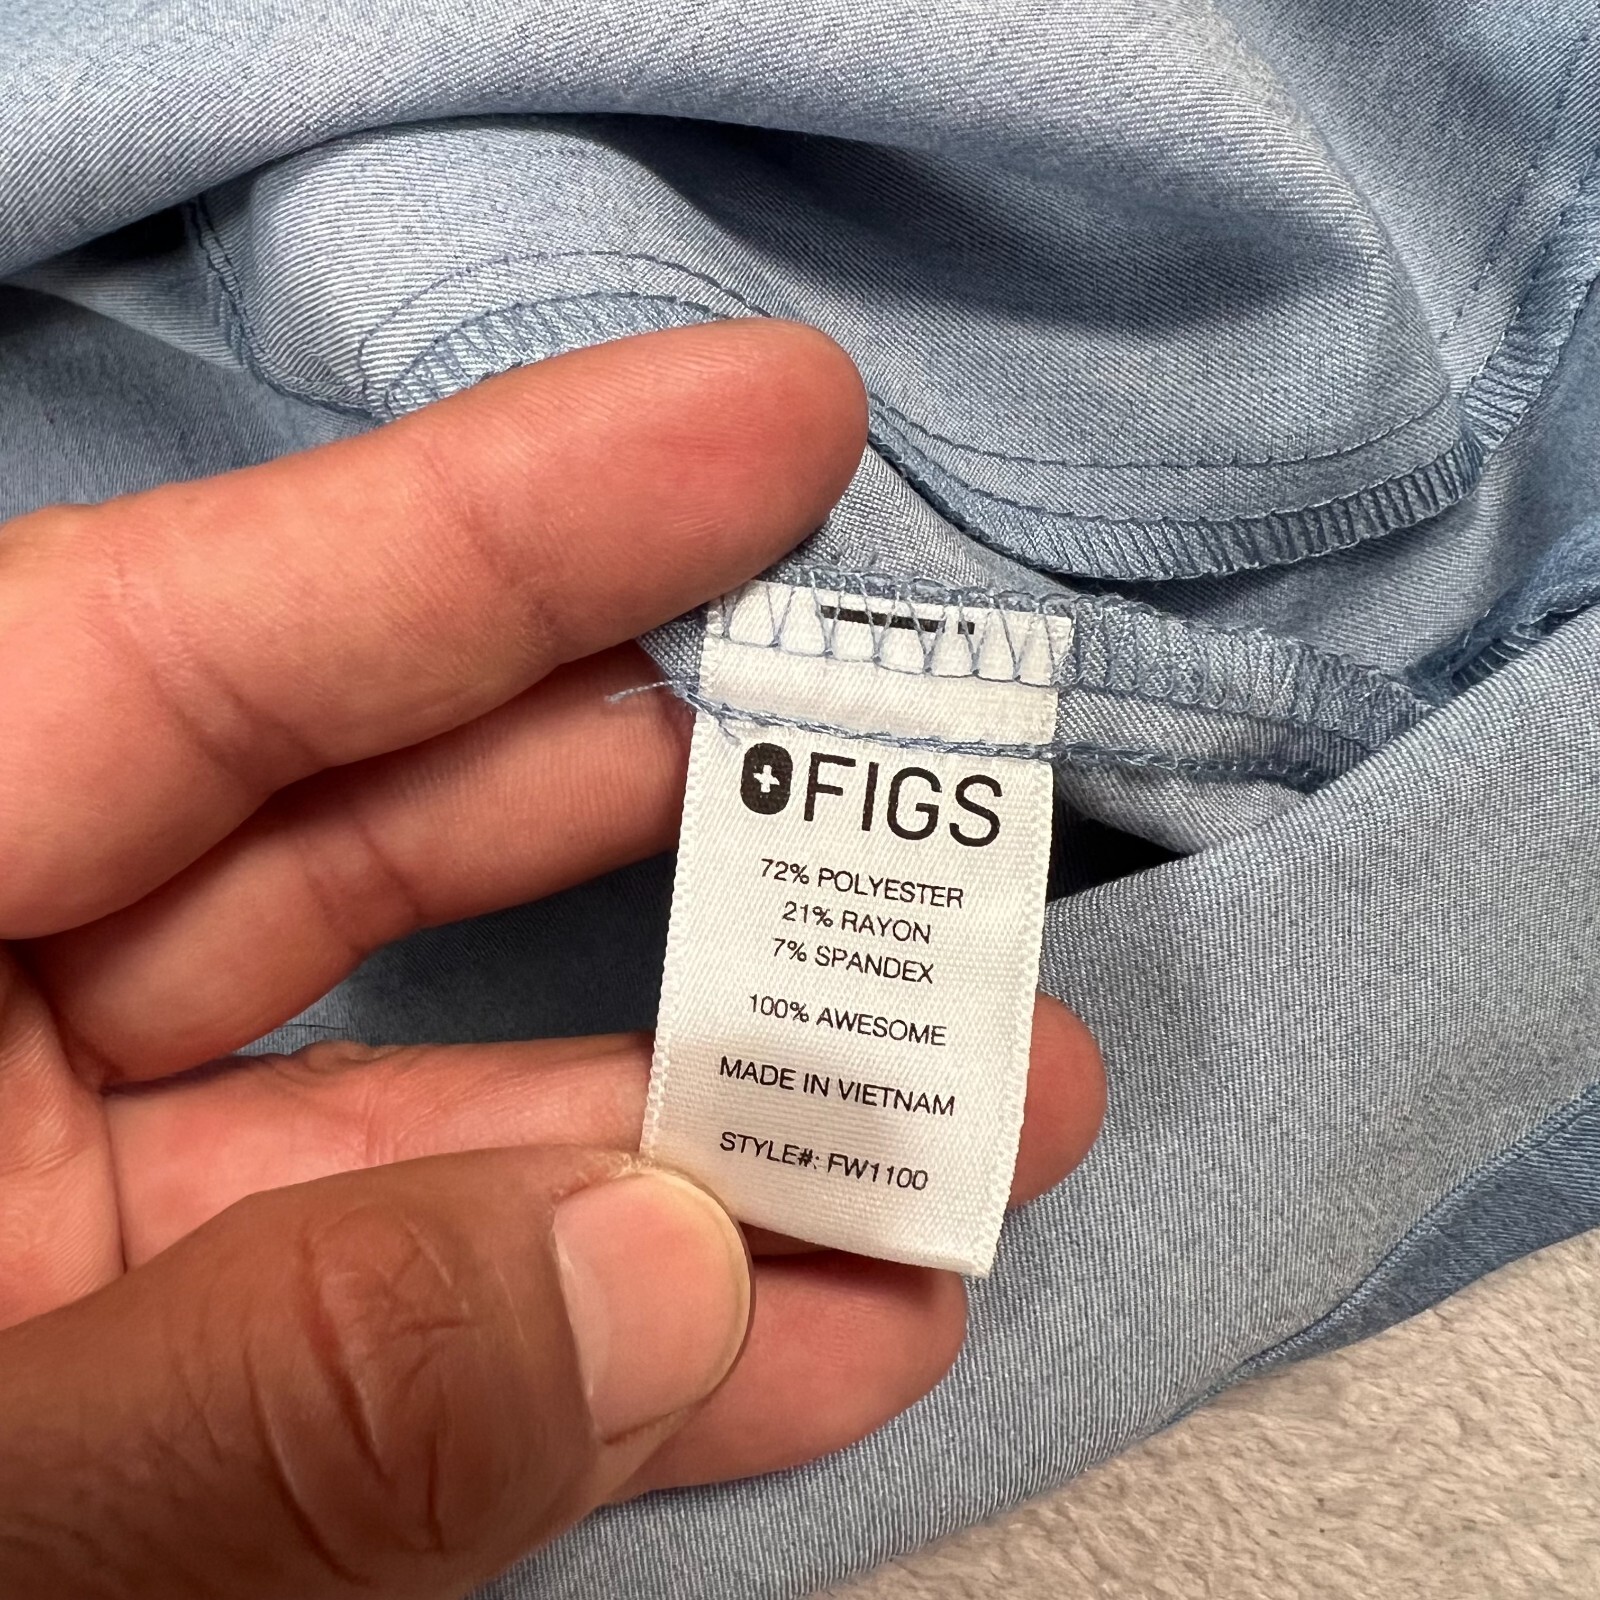 FIGS
72% POLYESTER
21% RAYON
7% SPANDEX
100% AWESOME
MADE IN VIETNAM
STYLE#: FW1100